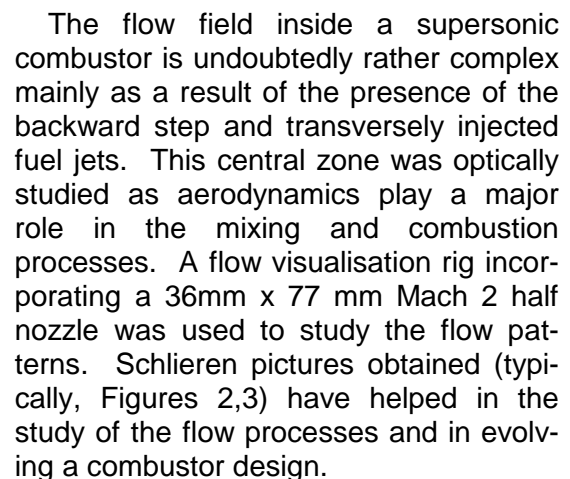 The flow field inside a supersonic
combustor is undoubtedly rather complex
mainly as a result of the presence of the
backward step and transversely injected
fuel jets. This central zone was optically
studied as aerodynamics play a major
role in the mixing and combustion
processes. A flow visualisation rig incor-
porating a 36mm x 77 mm Mach 2 half
nozzle was used to study the flow pat-
terns. Schlieren pictures obtained (typi-
cally, Figures 2,3) have helped in the
study of the flow processes and in evolv-
ing a combustor design.